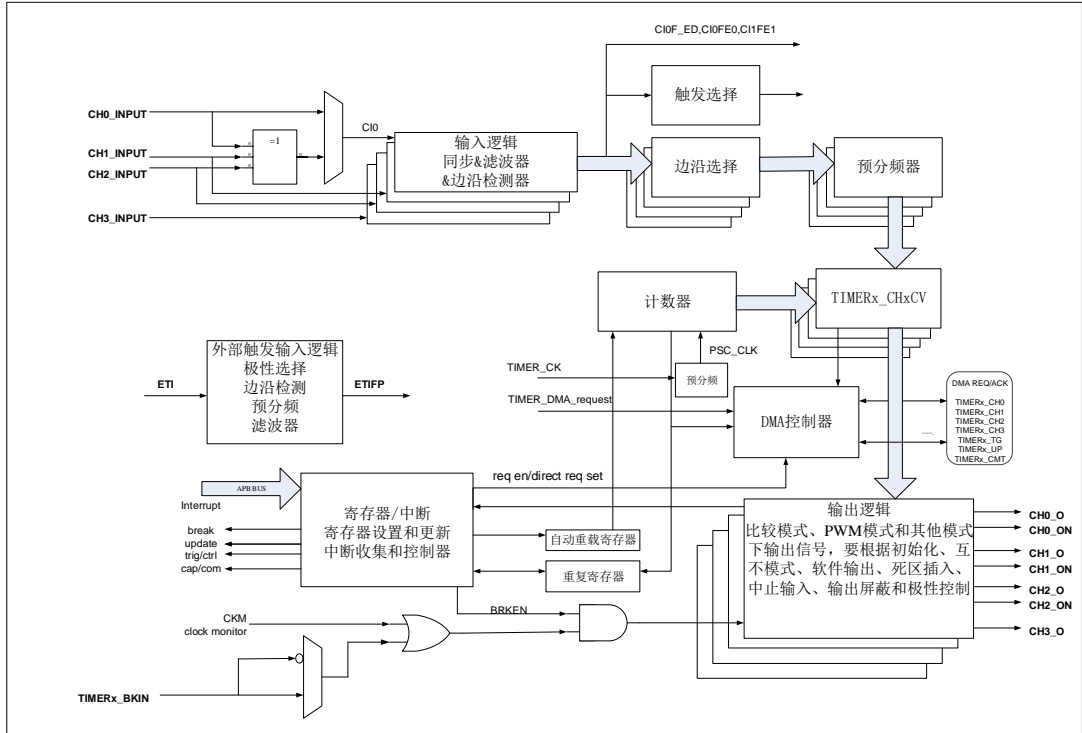 CI0F_ED,CI0FE0,CI1FE1
触发选择
CH0_INPUT
=1
CI0
CH1_INPUT
CH2_INPUT
CH3_INPUT
输入逻辑
同步&滤波器
&边沿检测器
边沿选择
预分频器
计数器
TIMERx_CHxCV
PSC_CLK
TIMER_CK
预分频
TIMER_DMA_request
DMA控制器
DMA REQ/ACK
TIMERx_CH0
TIMERx_CH1
TIMERx_CH2
TIMERx_CH3
TIMERx_TG
TIMERx_UP
TIMERx_CMT
......
外部触发输入逻辑
极性选择
边沿检测
预分频
滤波器
ETI
ETIFP
req en/direct req set
APB BUS
Interrupt
break
update
trig/ctrl
cap/com
寄存器/中断
寄存器设置和更新
中断收集和控制器
自动重载寄存器
重复寄存器
输出逻辑
比较模式、PWM模式和其他模式
下输出信号，要根据初始化、互
不模式、软件输出、死区插入、
中止输入、输出屏蔽和极性控制
CH0_O
CH0_ON
CH1_O
CH1_ON
CH2_O
CH2_ON
CH3_O
BRKEN
CKM
clock monitor
TIMERx_BKIN